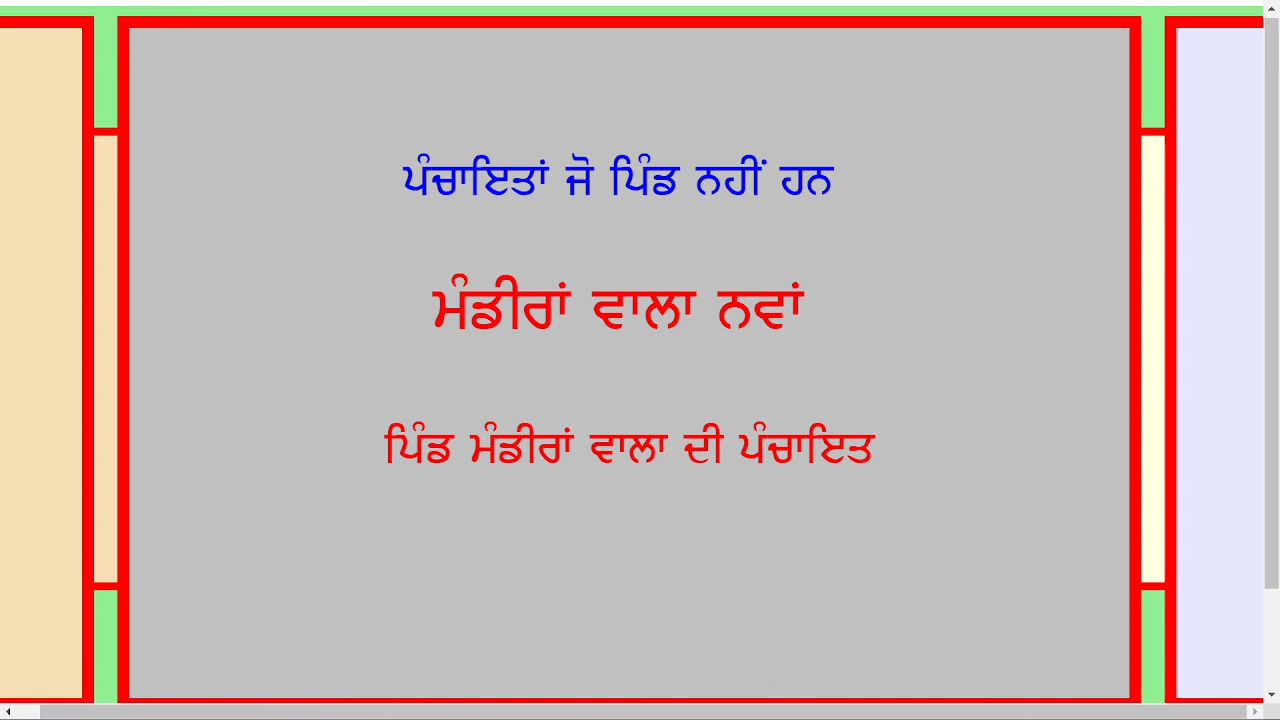 ਪੰਚਾਇਤਾਂ ਜੋ ਪਿੰਡ ਨਹੀਂ ਹਨ
ਮੰਡੀਰਾਂ ਵਾਲਾ ਨਵਾਂ
ਪਿੰਡ ਮੰਡੀਰਾਂ ਵਾਲਾ ਦੀ ਪੰਚਾਇਤ